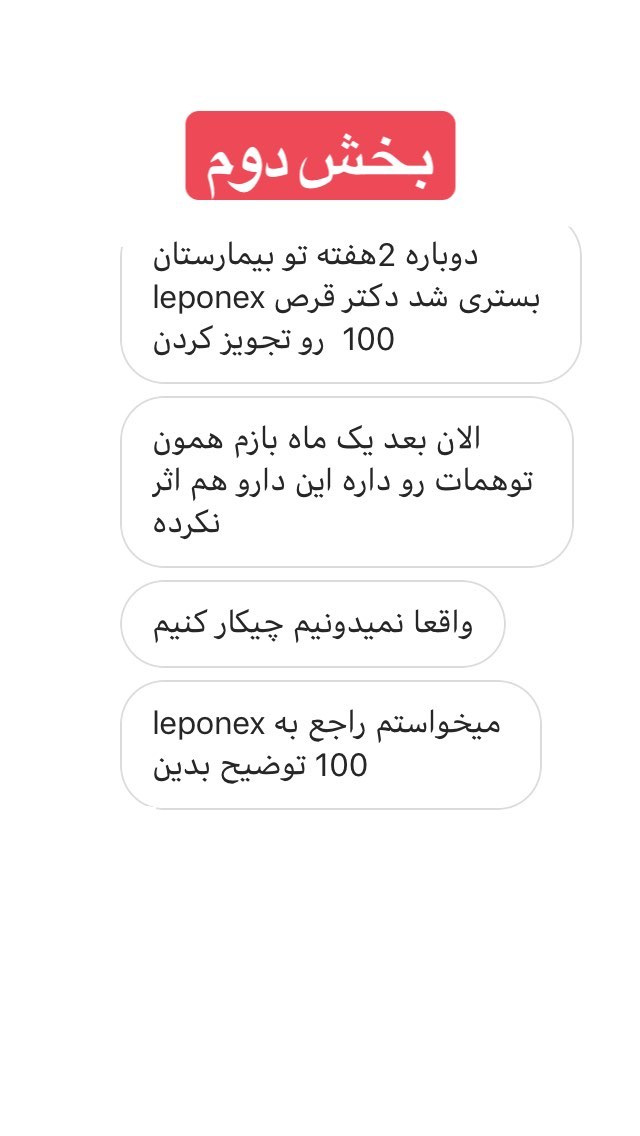 بخش دوم
دوباره 2هفته تو بیمارستان
بستری شد دکتر قرص leponex
100  رو تجویز کردن
الان بعد یک ماه بازم همون
توهمات رو داره این دارو هم اثر
نکرده
واقعا نمیدونیم چیکار کنیم
میخواستم راجع به leponex
100 توضیح بدین